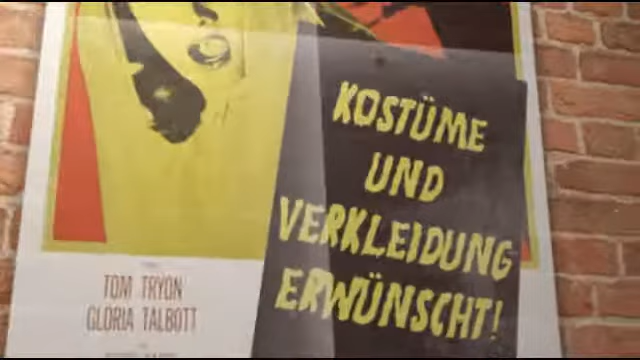 KOSTÜME
UND
VERKLEIDUNG
ERWÜNSCHT!
TOM TRYON
GLORIA TALBOTT